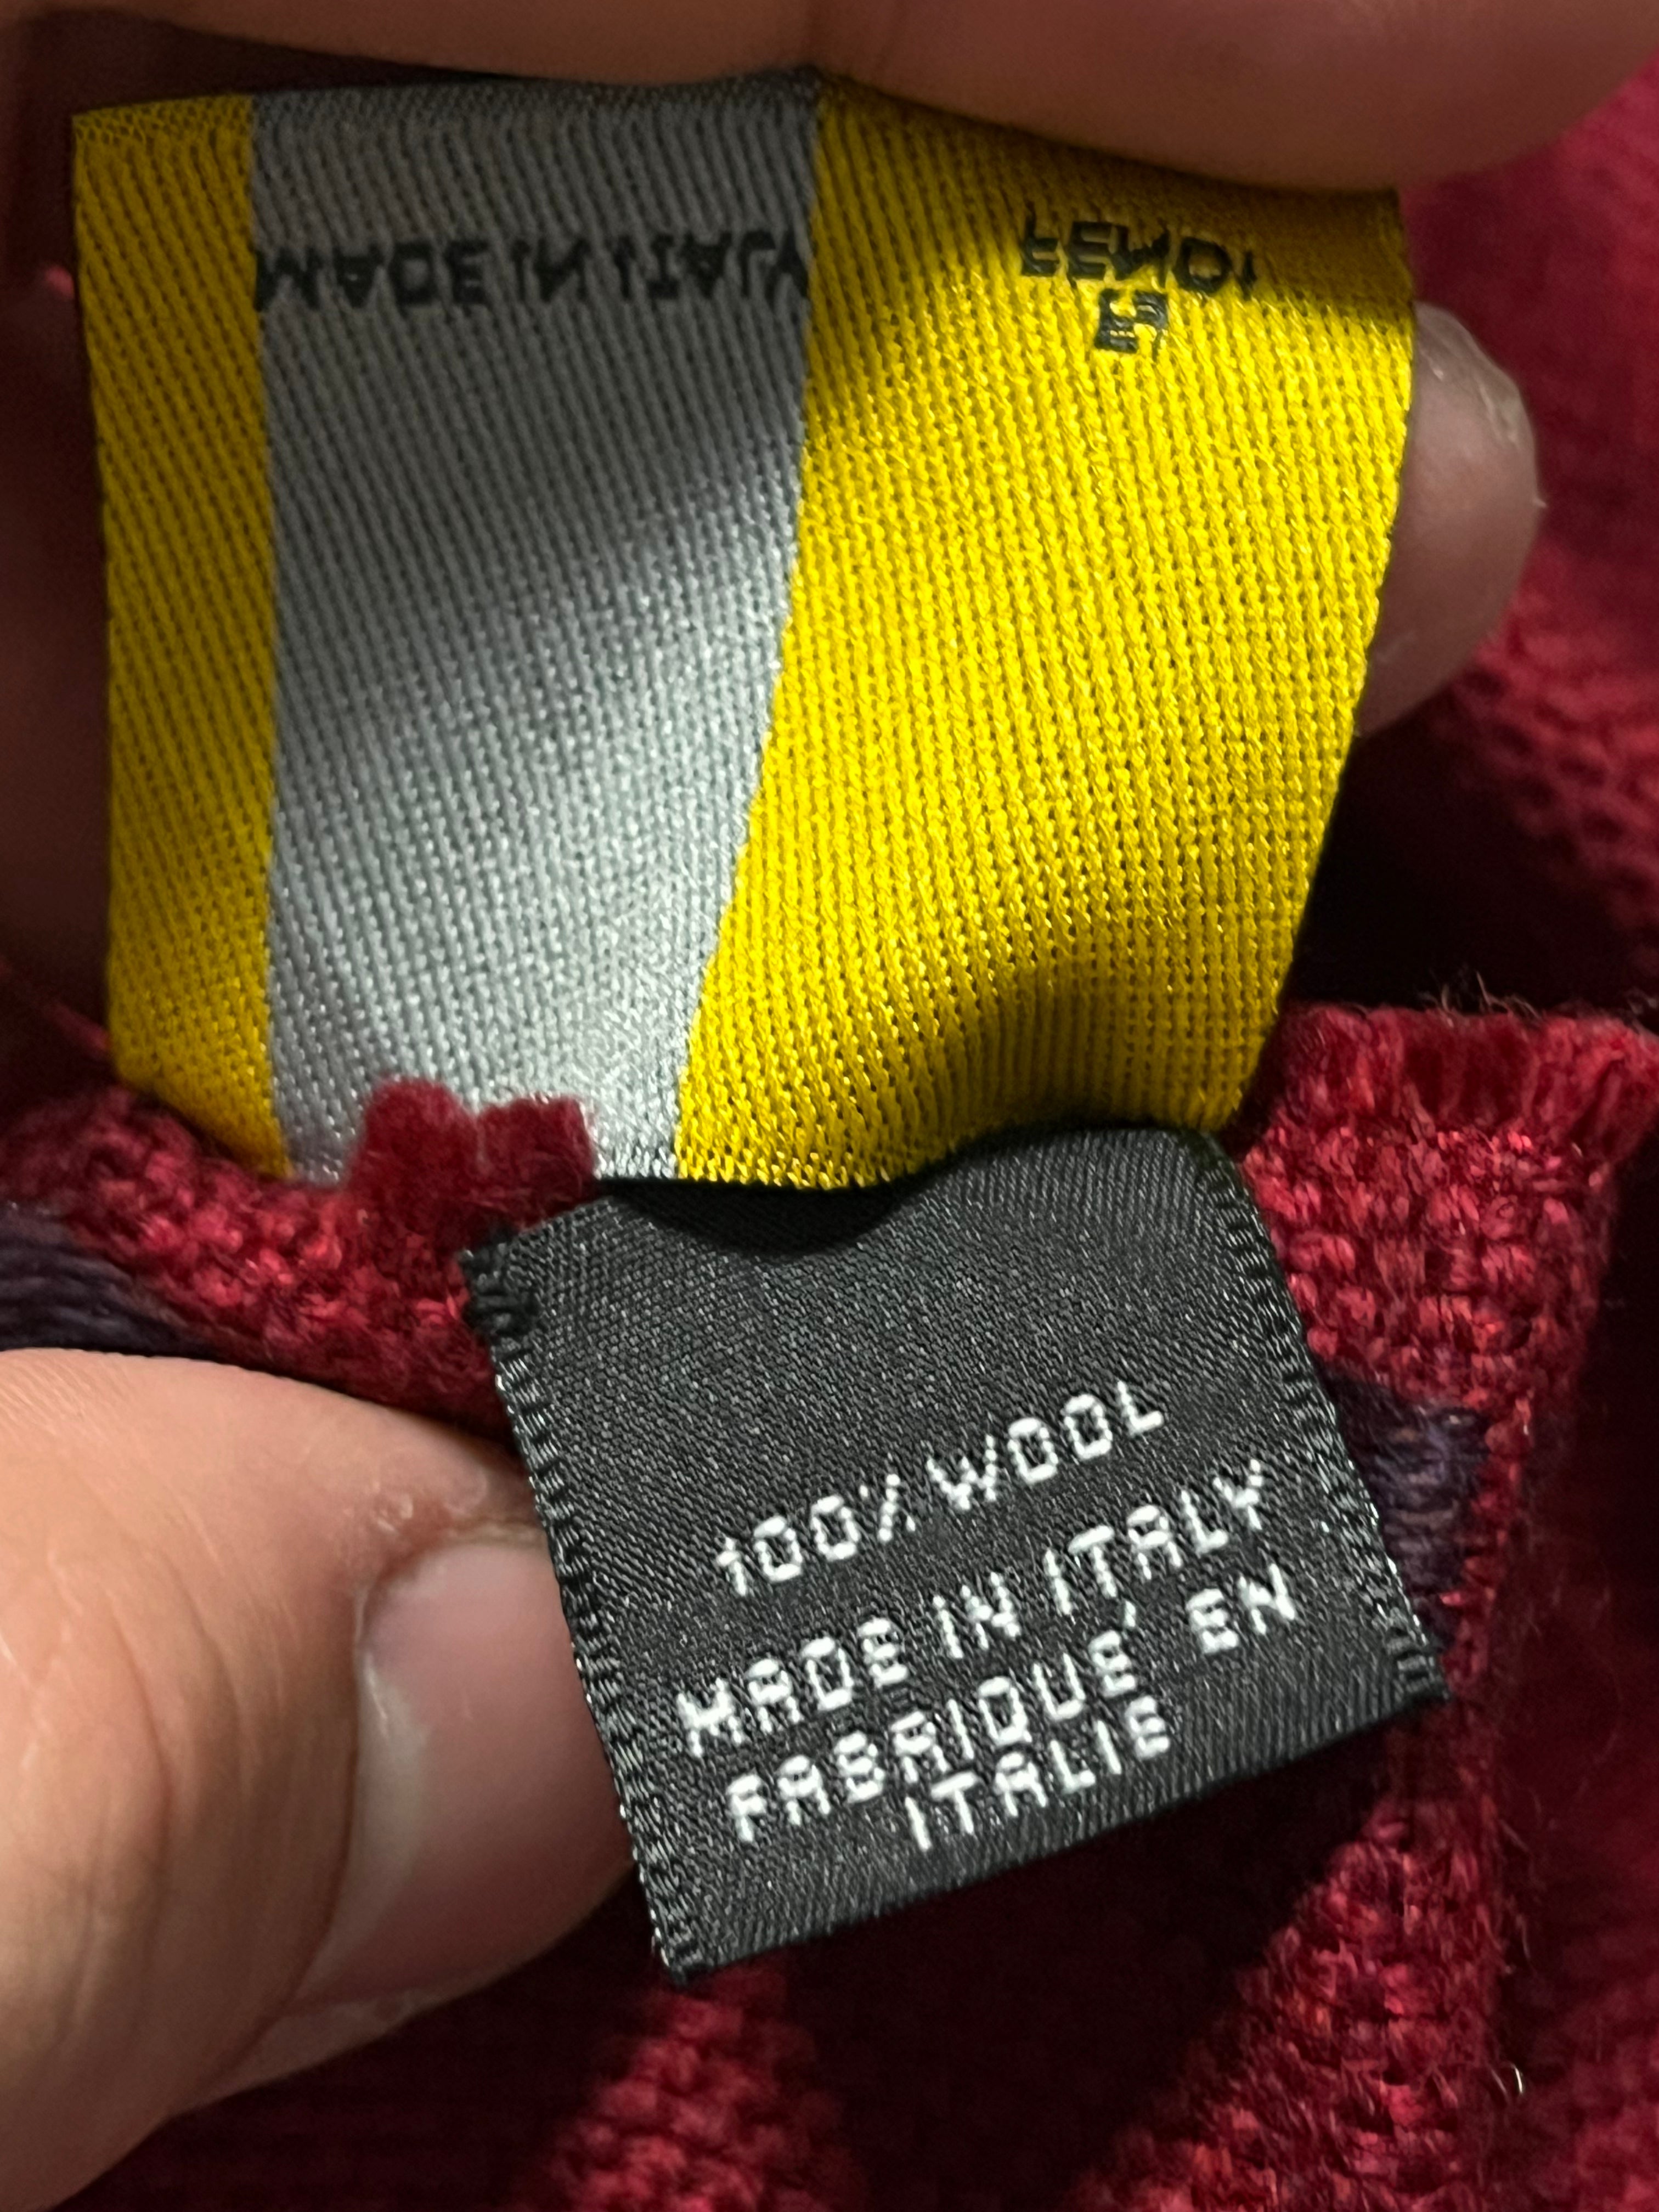 MADE IN ITALY
FENDI
100% WOOL
MADE IN ITALY
FABRIQUE' EN
ITALIE